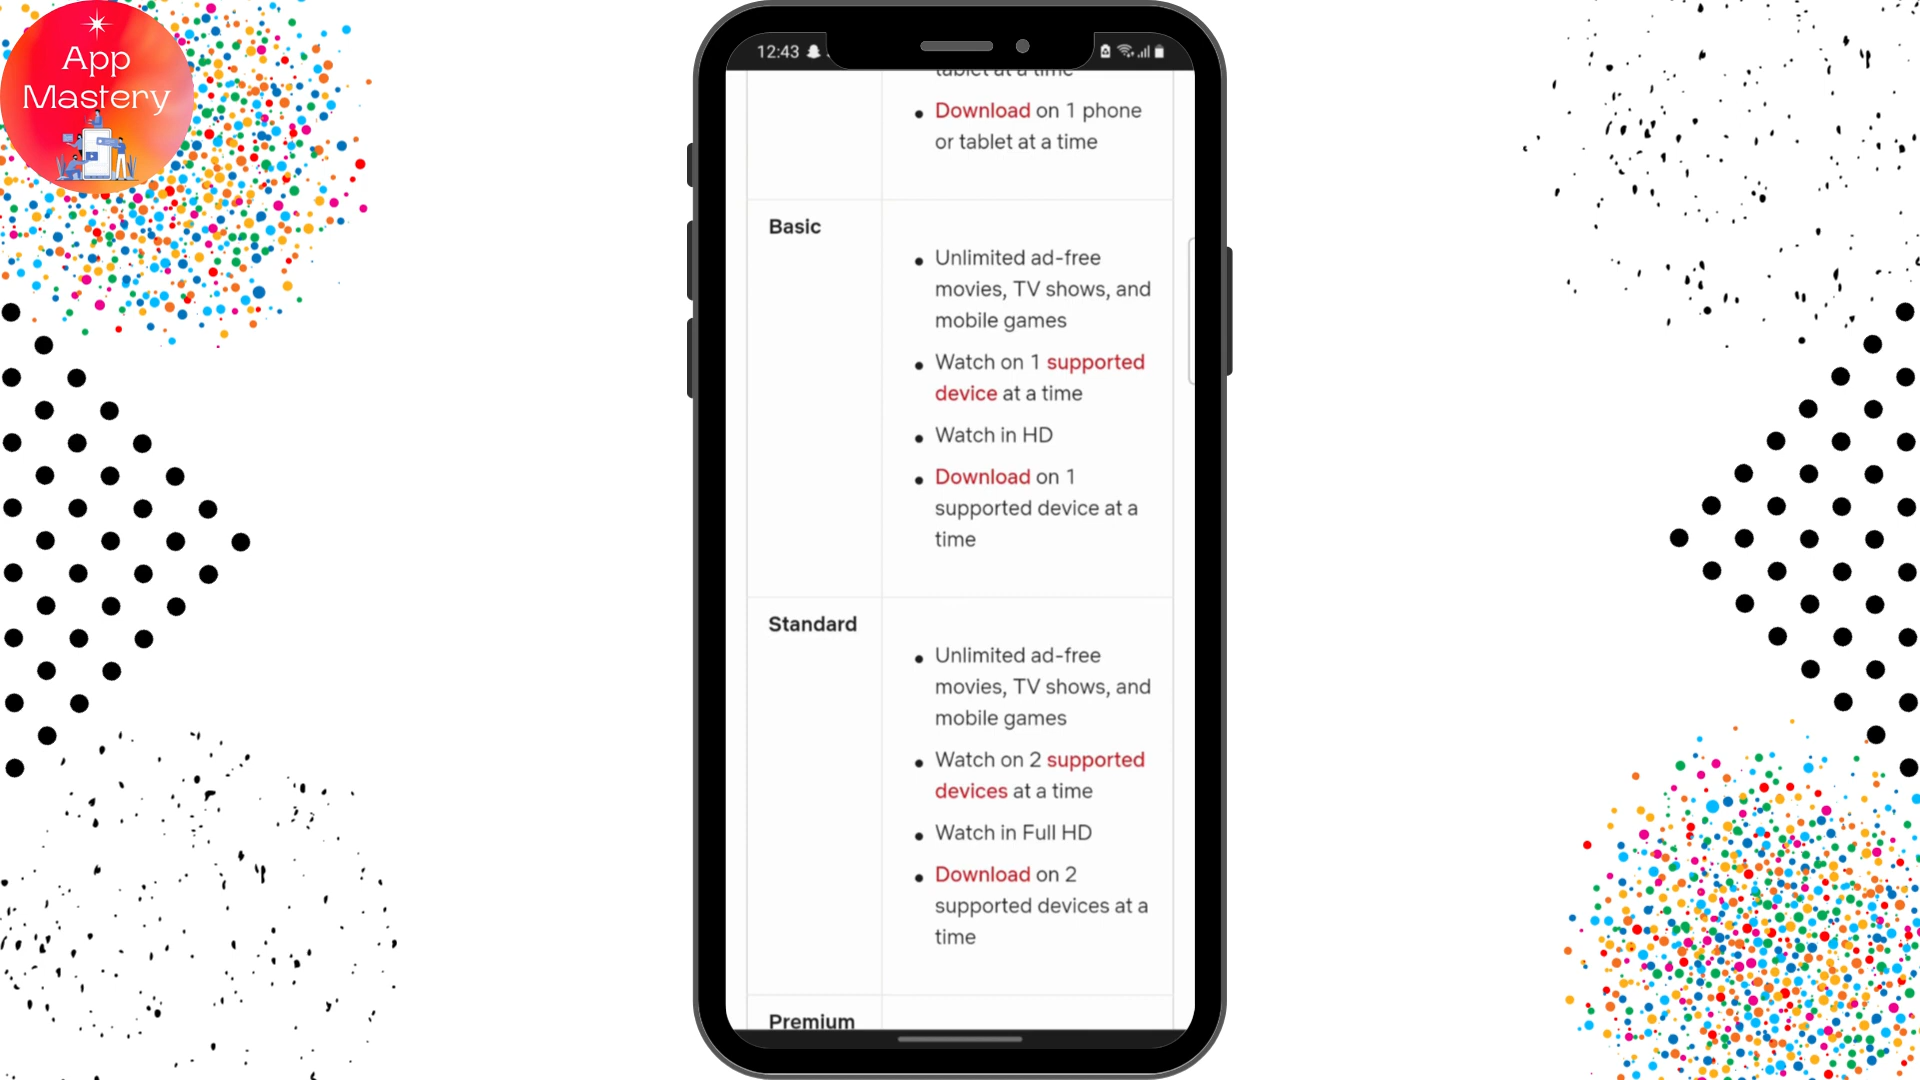 App
Mastery
12:43
tablet at a time
Download on 1 phone
or tablet at a time
Basic
Unlimited ad-free
movies, TV shows, and
mobile games
Watch on 1 supported
device at a time
Watch in HD
Download on 1
supported device at a
time
Standard
Unlimited ad-free
movies, TV shows, and
mobile games
Watch on 2 supported
devices at a time
Watch in Full HD
Download on 2
supported devices at a
time
Premium